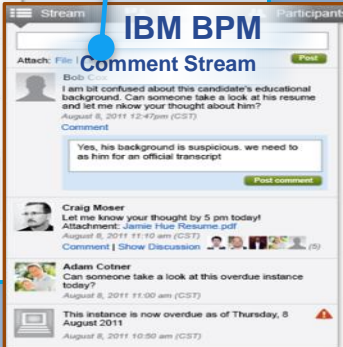 Stream
Participant
IBM BPM
Attach: File |
Post
Comment Stream
Bob Cox
I am bit confused about this candidate's educational
background. Can someone take a look at his resume
and let me nkow your thought about him?
August 8, 2011 12:47pm (CST)
Comment
Yes, his background is suspicious. we need to
as him for an official transcript
Post comment
Craig Moser
Let me know your thought by 5 pm today!
Attachment: Jamie Hue Resume.pdf
August 8, 2011 11:10 am (CST)
Comment | Show Discussion (5)
Adam Cotner
Can someone take a look at this overdue instance
today?
August 8, 2011 11:00 am (CST)
This instance is now overdue as of Thursday, 8
August 2011
August 8, 2011 10:50 am (CST)